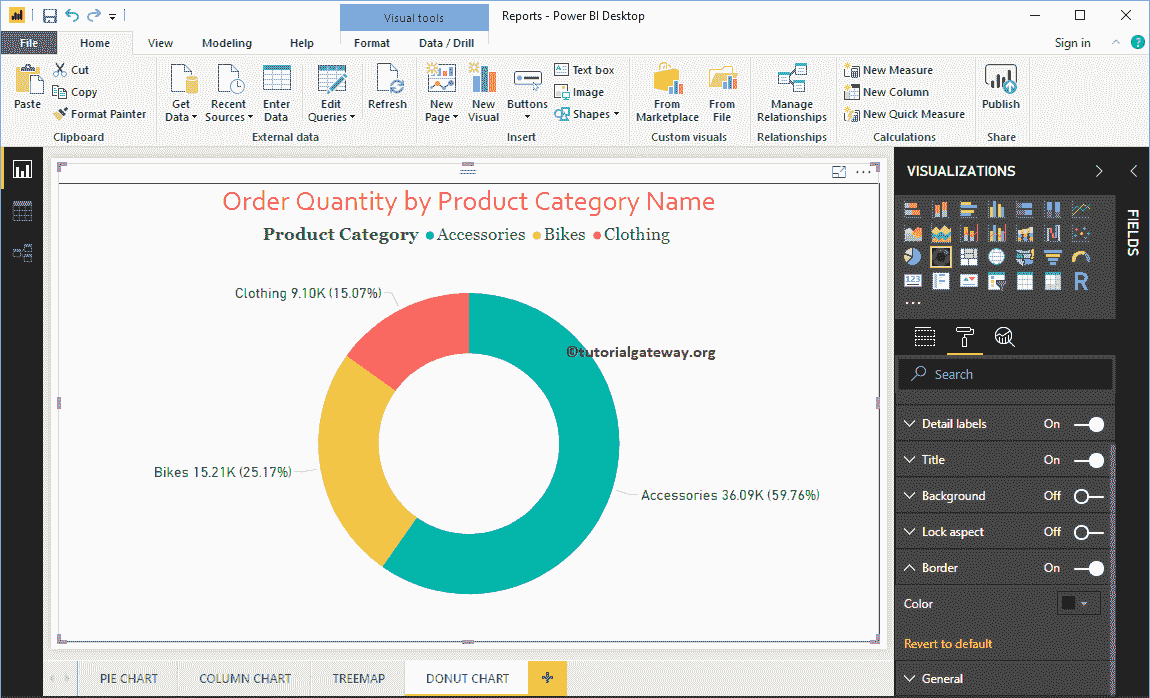 Visual tools
Reports - Power BI Desktop
File Home View Modeling Help Format Data / Drill Sign in ?
Paste
Cut
Copy
Format Painter
Clipboard
Get Data
Recent Sources
Enter Data
Edit Queries
External data
Refresh
New Page
New Visual
Buttons
Text box
Image
Shapes
Insert
From Marketplace
From File
Custom visuals
Manage Relationships
Relationships
New Measure
New Column
New Quick Measure
Calculations
Publish
Share
Order Quantity by Product Category Name
Product Category Accessories Bikes Clothing
Clothing 9.10K (15.07%)
©tutorialgateway.org
Bikes 15.21K (25.17%)
Accessories 36.09K (59.76%)
VISUALIZATIONS
FIELDS
123
R
Search
Detail labels On
Title On
Background Off
Lock aspect Off
Border On
Color
Revert to default
General
PIE CHART COLUMN CHART TREEMAP DONUT CHART